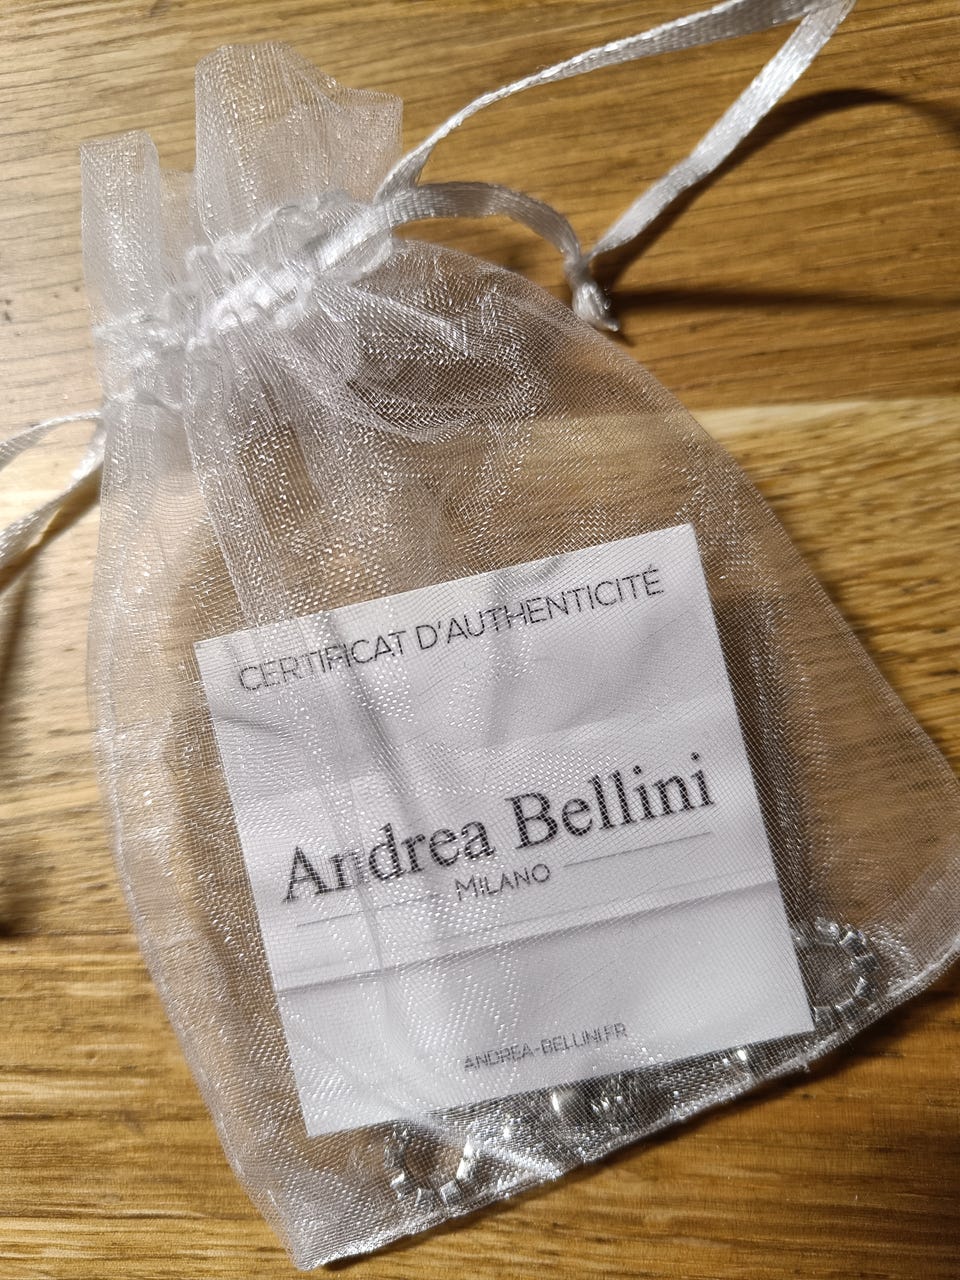 CERTIFICAT D'AUTHENTICITÉ
Andrea Bellini
MILANO
ANDREA-BELLINI.FR